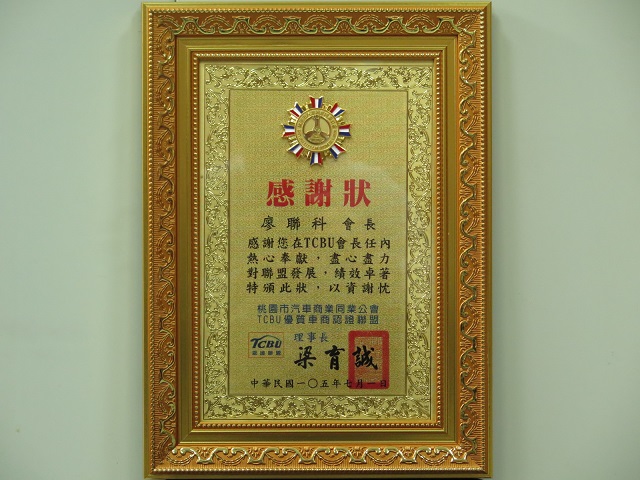 感謝狀
廖聯科 會長
感謝您在TCBU會長任內
熱心奉獻，盡心盡力
對聯盟發展，績效卓著
特頒此狀，以資謝忱
桃園市汽車商業同業公會
TCBU優質車商認證聯盟
理事長
TCBU
梁育誠
中華民國一〇五年七月一日